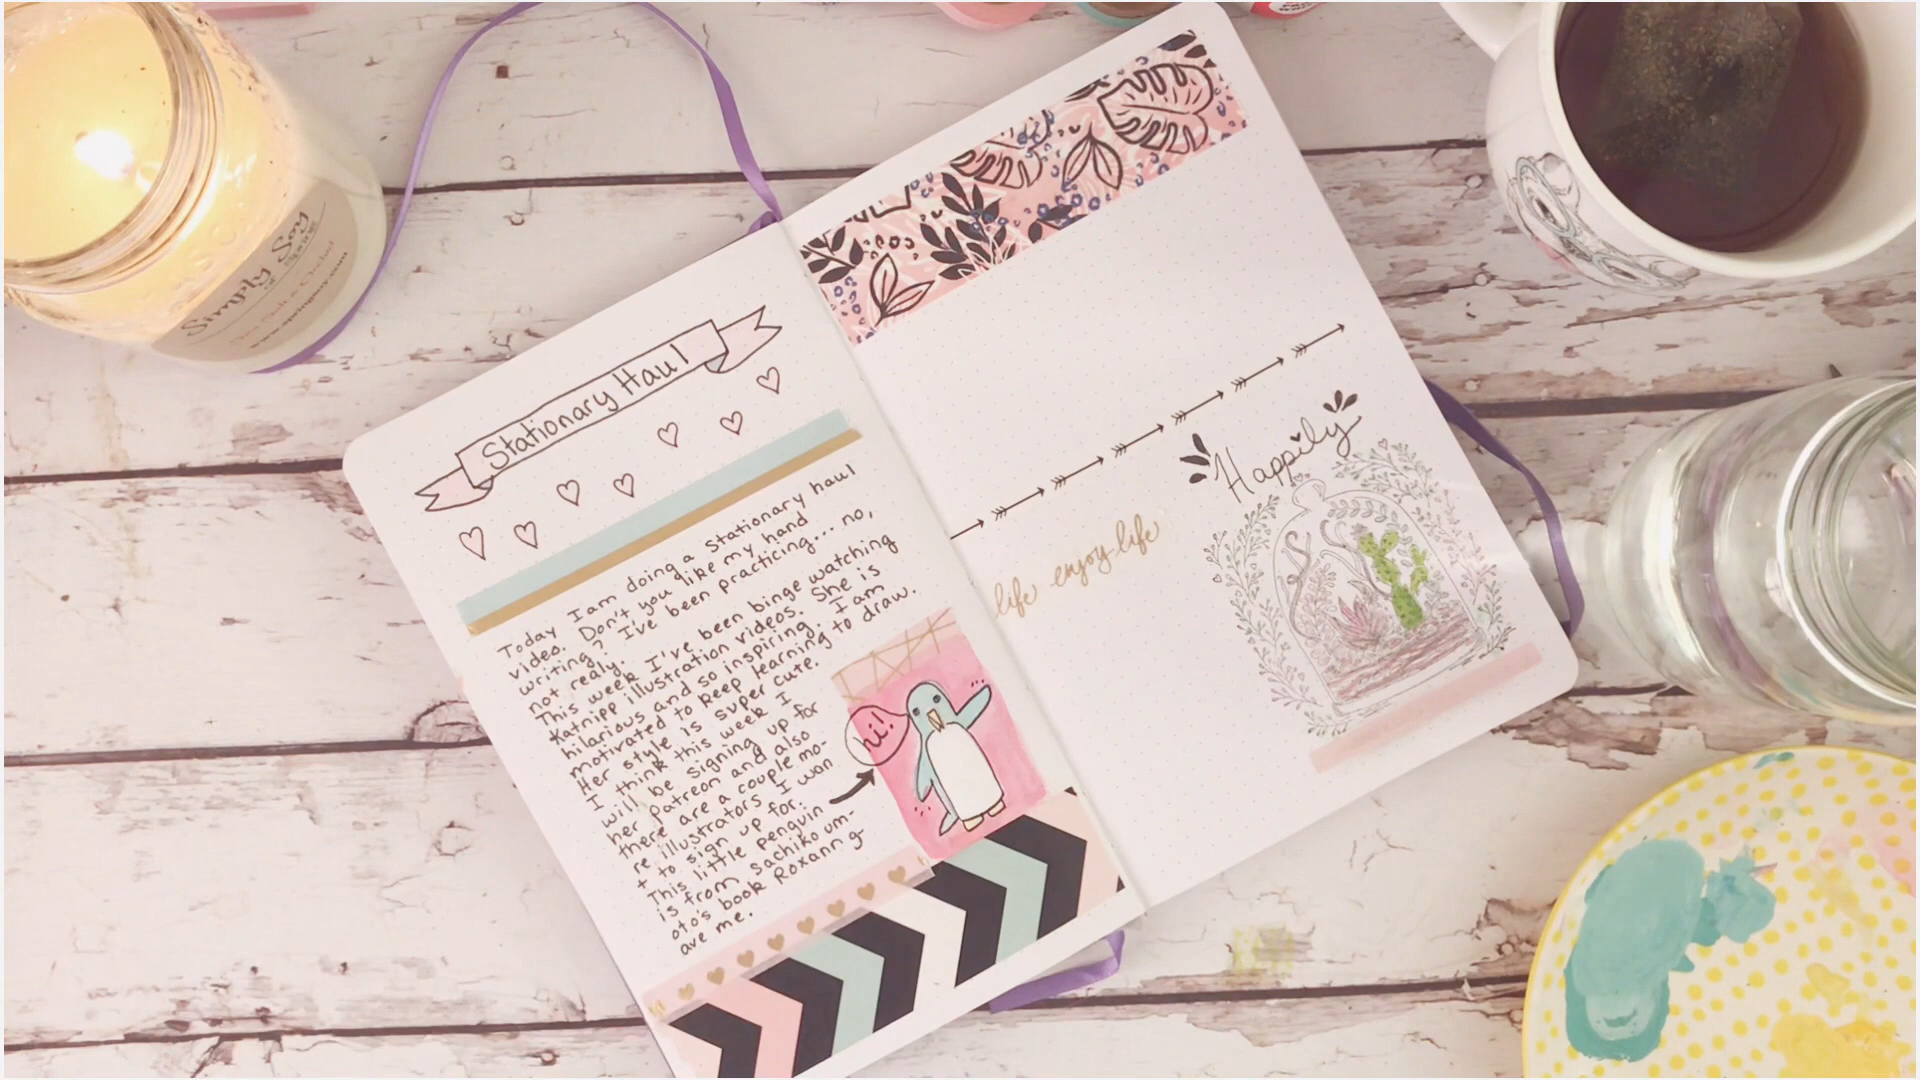 Simply Soy
Stationary Haul
Today I am doing a stationary haul
video. Don't you like my hand
writing? I've been practicing... no,
not really.
This week I've been binge watching
Katnipp illustration videos. She is
hilarious and so inspiring. I am
motivated to keep learning to draw.
Her style is super cute.
I think this week I
will be signing up for
her Patreon and also
there are a couple mo-
re illustrators I wan
t to sign up for.
This little penguin
is from Sachiko um-
oto's book Roxann g-
ave me.
hi!
life enjoy life
Happily